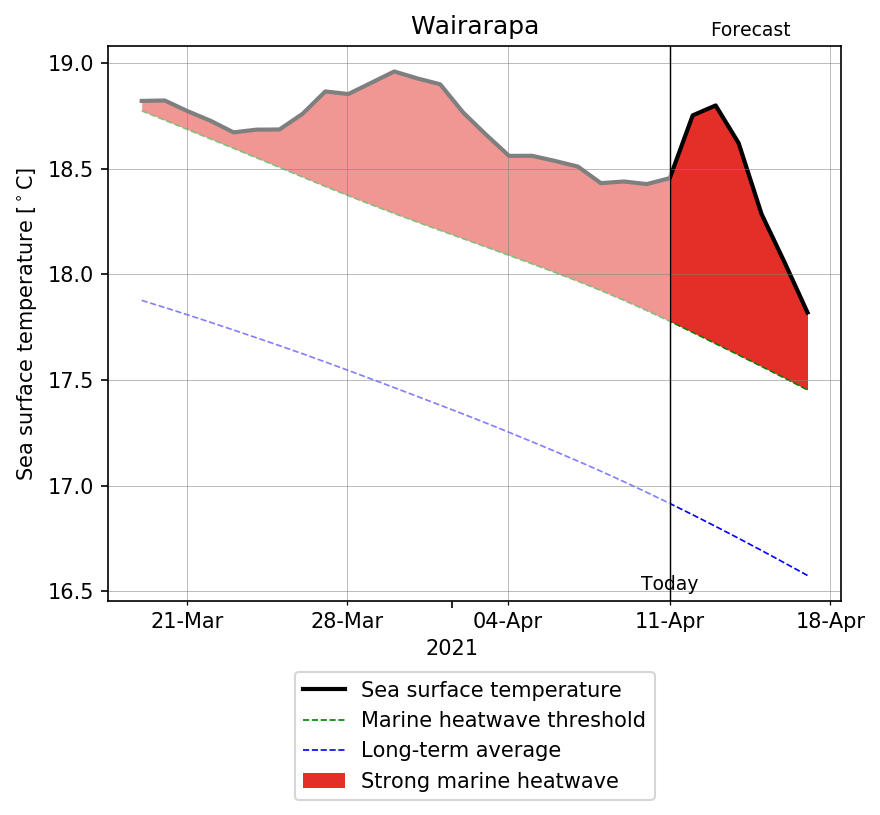 Wairarapa
Forecast
Sea surface temperature [°C]
19.0
18.5
18.0
17.5
17.0
16.5
Today
21-Mar
28-Mar
04-Apr
11-Apr
18-Apr
2021
Sea surface temperature
Marine heatwave threshold
Long-term average
Strong marine heatwave